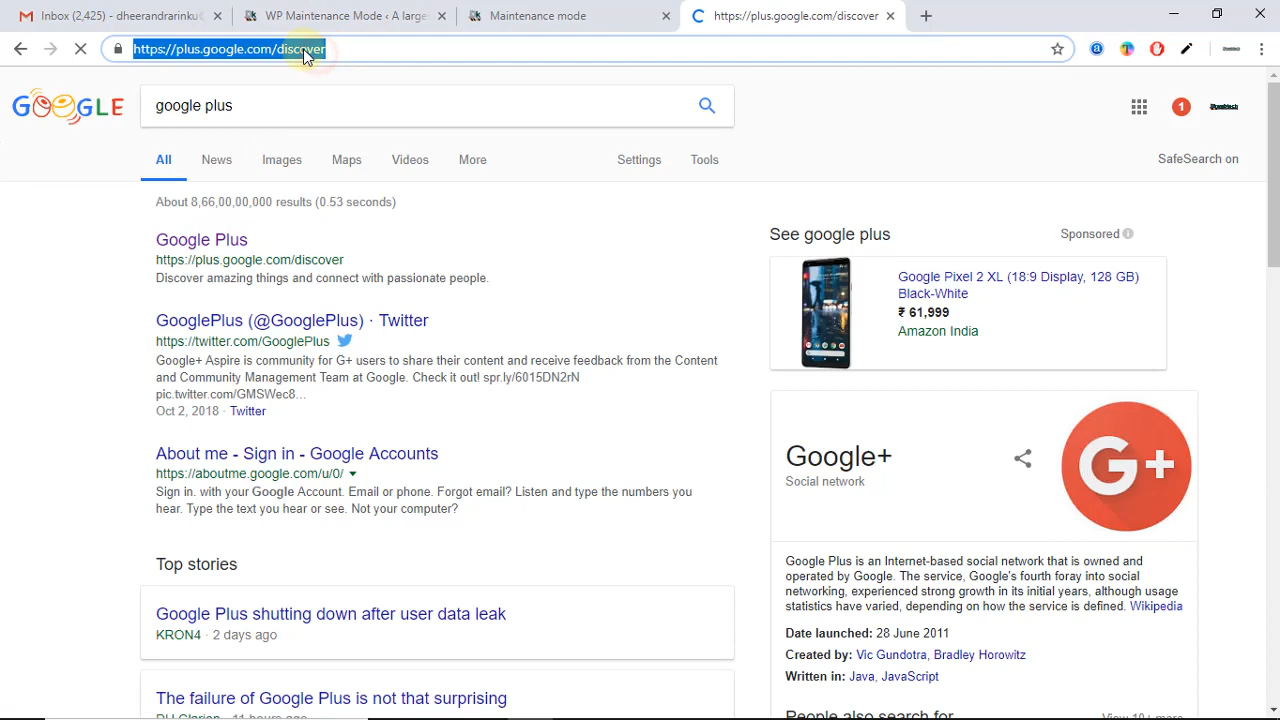 Inbox (2,425) - dheerandrarinku
WP Maintenance Mode ‹ A large
Maintenance mode
https://plus.google.com/discover
https://plus.google.com/discover
GOOGLE
google plus
1
All
News
Images
Maps
Videos
More
Settings
Tools
SafeSearch on
About 8,66,00,00,000 results (0.53 seconds)
Google Plus
https://plus.google.com/discover
Discover amazing things and connect with passionate people.
GooglePlus (@GooglePlus) · Twitter
https://twitter.com/GooglePlus
Google+ Aspire is community for G+ users to share their content and receive feedback from the Content
and Community Management Team at Google. Check it out! spr.ly/6015DN2rN
pic.twitter.com/GMSWec8...
Oct 2, 2018 · Twitter
About me - Sign in - Google Accounts
https://aboutme.google.com/u/0/
Sign in. with your Google Account. Email or phone. Forgot email? Listen and type the numbers you
hear. Type the text you hear or see. Not your computer?
Top stories
Google Plus shutting down after user data leak
KRON4 · 2 days ago
The failure of Google Plus is not that surprising
See google plus
Sponsored
Google Pixel 2 XL (18:9 Display, 128 GB)
Black-White
₹ 61,999
Amazon India
Google+
Social network
G+
Google Plus is an Internet-based social network that is owned and
operated by Google. The service, Google's fourth foray into social
networking, experienced strong growth in its initial years, although usage
statistics have varied, depending on how the service is defined. Wikipedia
Date launched: 28 June 2011
Created by: Vic Gundotra, Bradley Horowitz
Written in: Java, JavaScript
People also search for